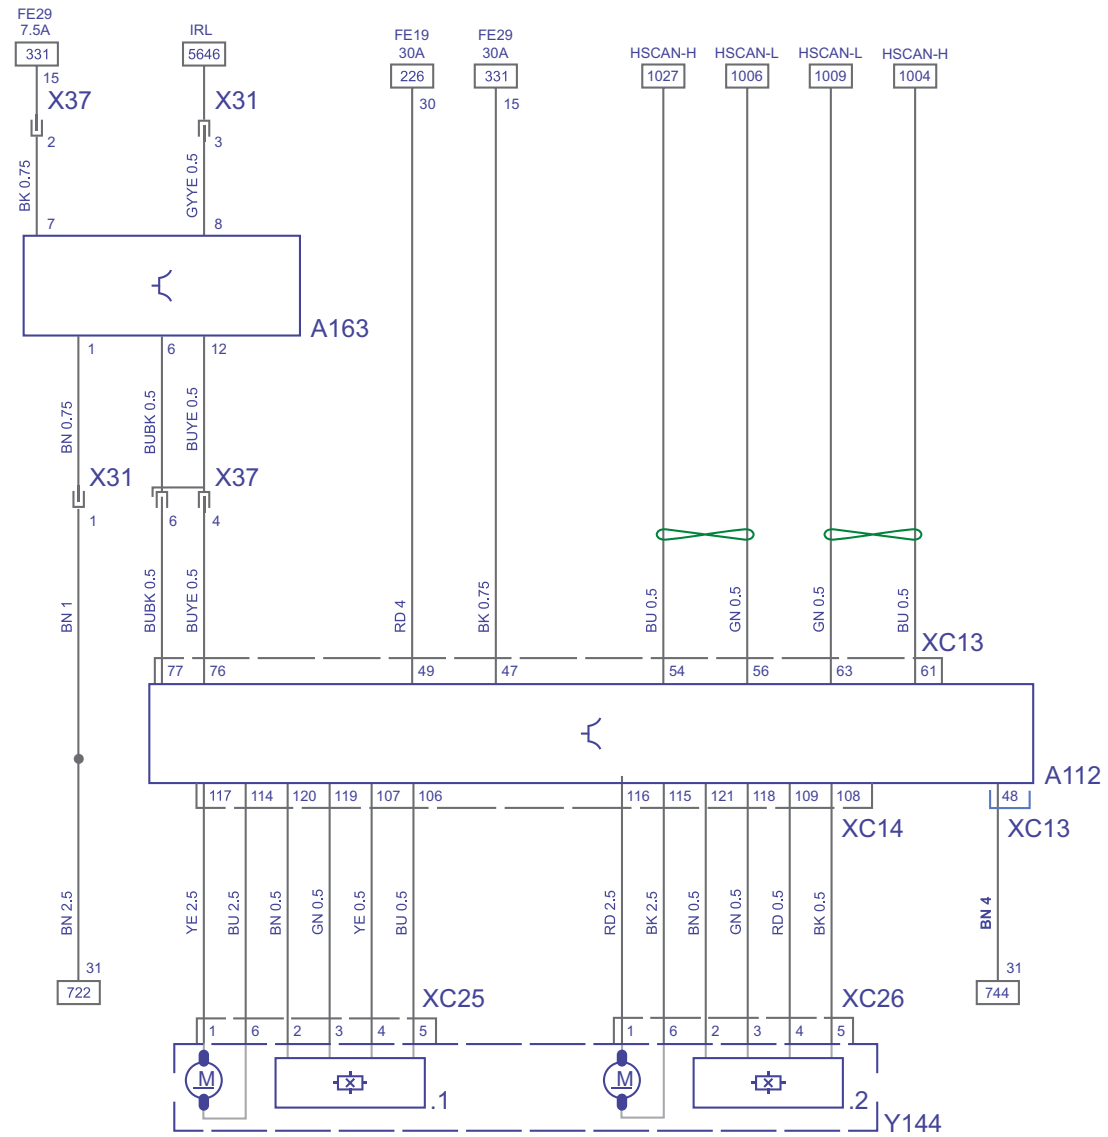 FE29
7.5A
331
15
X37
2
BK 0.75
7
IRL
5646
X31
3
GYYE 0.5
8
FE19
30A
226
30
FE29
30A
331
15
HSCAN-H
1027
HSCAN-L
1006
HSCAN-L
1009
HSCAN-H
1004
A163
1
6
12
BN 0.75
BUBK 0.5
BUYE 0.5
X31
X37
1
6
4
BN 1
BUBK 0.5
BUYE 0.5
RD 4
BK 0.75
BU 0.5
GN 0.5
GN 0.5
BU 0.5
XC13
77
76
49
47
54
56
63
61
A112
117
114
120
119
107
106
116
115
121
118
109
108
48
XC14
XC13
BN 2.5
YE 2.5
BU 2.5
BN 0.5
GN 0.5
YE 0.5
BU 0.5
RD 2.5
BK 2.5
BN 0.5
GN 0.5
RD 0.5
BK 0.5
BN 4
31
722
31
744
XC25
XC26
1
6
2
3
4
5
1
6
2
3
4
5
M
.1
M
.2
Y144